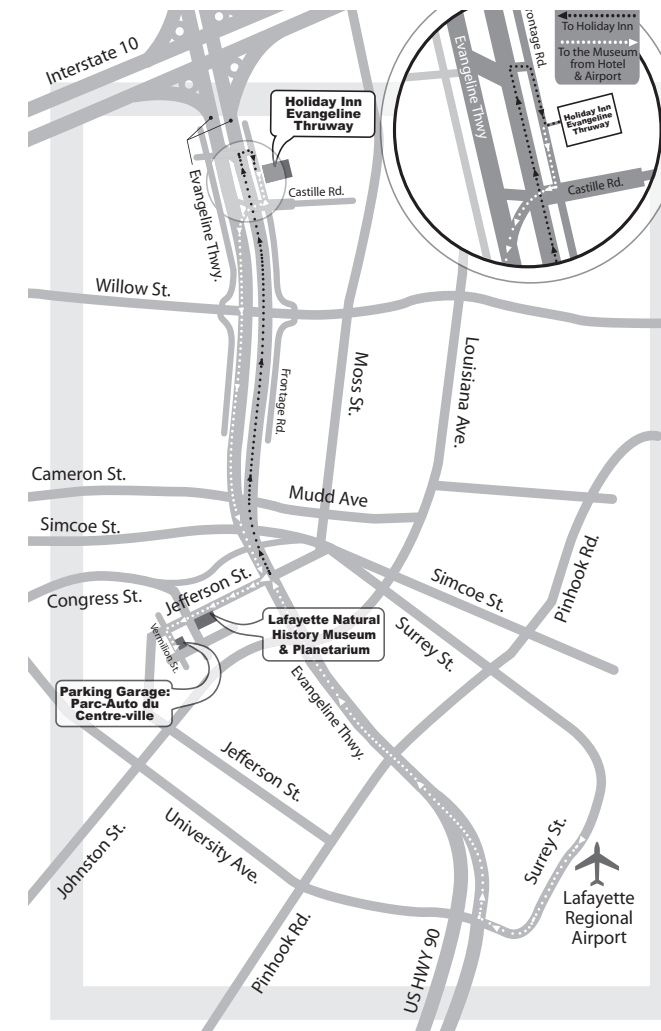 Interstate 10
Holiday Inn
Evangeline
Thruway
Evangeline Thwy.
Castille Rd.
Evangeline Thwy
Frontage Rd.
To Holiday Inn
To the Museum
from Hotel
& Airport
Holiday Inn
Evangeline
Thruway
Castille Rd.
Willow St.
Frontage Rd.
Moss St.
Louisiana Ave.
Cameron St.
Mudd Ave
Simcoe St.
Pinhook Rd.
Congress St.
Jefferson St.
Simcoe St.
Vermilion St.
Lafayette Natural
History Museum
& Planetarium
Surrey St.
Parking Garage:
Parc-Auto du
Centre-ville
Evangeline Thwy.
Jefferson St.
Johnston St.
University Ave.
Surrey St.
Lafayette
Regional
Airport
Pinhook Rd.
US HWY 90